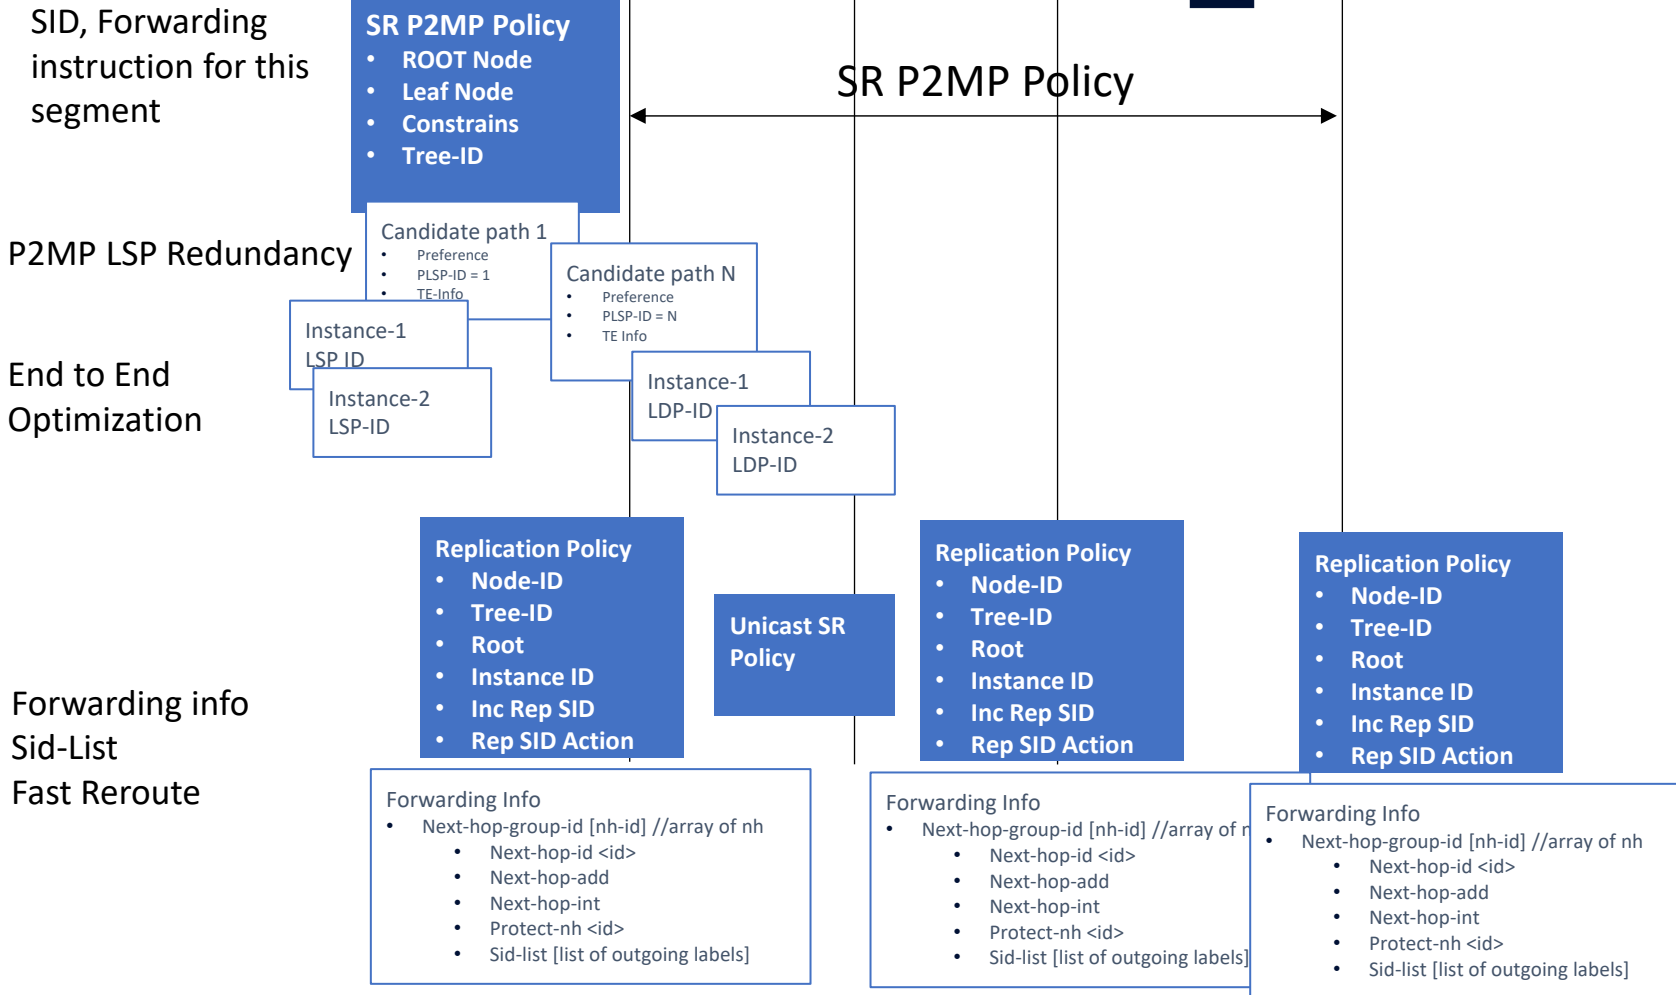 SID, Forwarding
instruction for this
segment
SR P2MP Policy
• ROOT Node
• Leaf Node
• Constrains
• Tree-ID
SR P2MP Policy
P2MP LSP Redundancy
Candidate path 1
• Preference
• PLSP-ID = 1
• TE-Info
Candidate path N
• Preference
• PLSP-ID = N
• TE Info
End to End
Optimization
Instance-1
LSP ID
Instance-2
LSP-ID
Instance-1
LDP-ID
Instance-2
LDP-ID
Replication Policy
• Node-ID
• Tree-ID
• Root
• Instance ID
• Inc Rep SID
• Rep SID Action
Unicast SR
Policy
Replication Policy
• Node-ID
• Tree-ID
• Root
• Instance ID
• Inc Rep SID
• Rep SID Action
Replication Policy
• Node-ID
• Tree-ID
• Root
• Instance ID
• Inc Rep SID
• Rep SID Action
Forwarding info
Sid-List
Fast Reroute
Forwarding Info
• Next-hop-group-id [nh-id] //array of nh
• Next-hop-id <id>
• Next-hop-add
• Next-hop-int
• Protect-nh <id>
• Sid-list [list of outgoing labels]
Forwarding Info
• Next-hop-group-id [nh-id] //array of
• Next-hop-id <id>
• Next-hop-add
• Next-hop-int
• Protect-nh <id>
• Sid-list [list of outgoing labels]
Forwarding Info
• Next-hop-group-id [nh-id] //array of nh
• Next-hop-id <id>
• Next-hop-add
• Next-hop-int
• Protect-nh <id>
• Sid-list [list of outgoing labels]